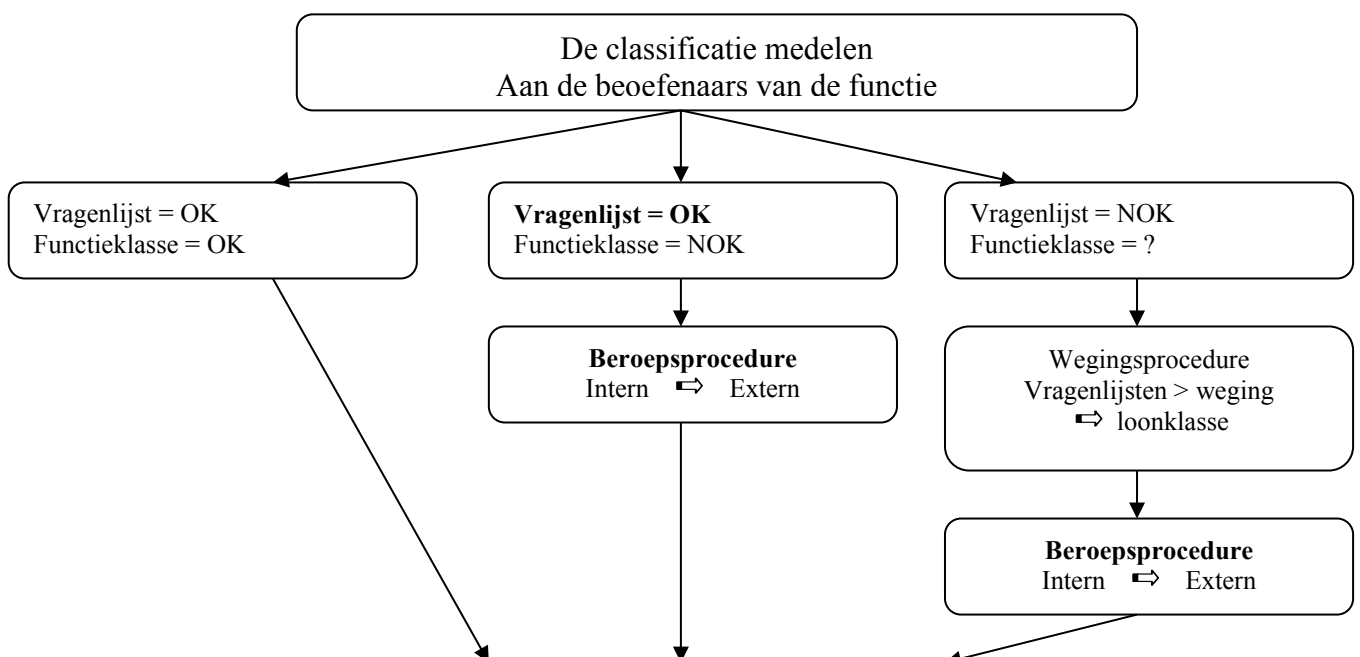 De classificatie medelen
Aan de beoefenaars van de functie
Vragenlijst = OK
Functieklasse = OK
Vragenlijst = OK
Functieklasse = NOK
Vragenlijst = NOK
Functieklasse = ?
Beroepsprocedure
Intern ⇨ Extern
Wegingsprocedure
Vragenlijsten > weging
⇨ loonklasse
Beroepsprocedure
Intern ⇨ Extern